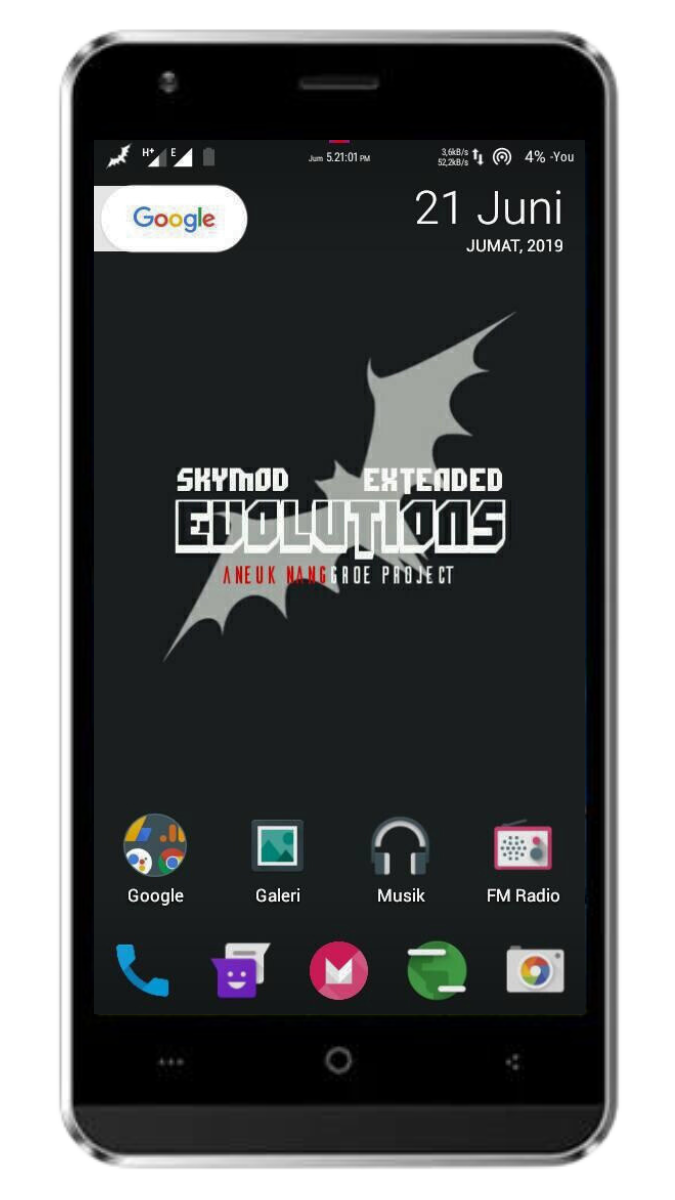 H+ E
Jum 5.21:01 PM
3,6kB/s
52,2kB/s
4% -You
Google
21 Juni
JUMAT, 2019
SKYMOD EXTENDED
EVOLUTIONS
ANEUK NANGGROE PROJECT
Google Galeri Musik FM Radio